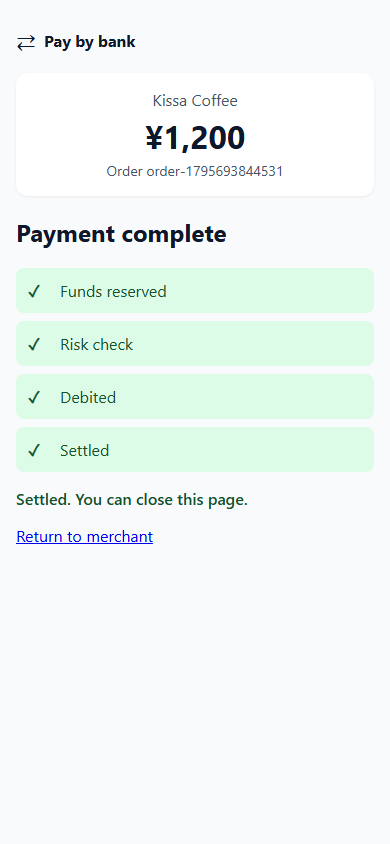 Pay by bank
Kissa Coffee
¥1,200
Order order-1795693844531
Payment complete
✓ Funds reserved
✓ Risk check
✓ Debited
✓ Settled
Settled. You can close this page.
Return to merchant